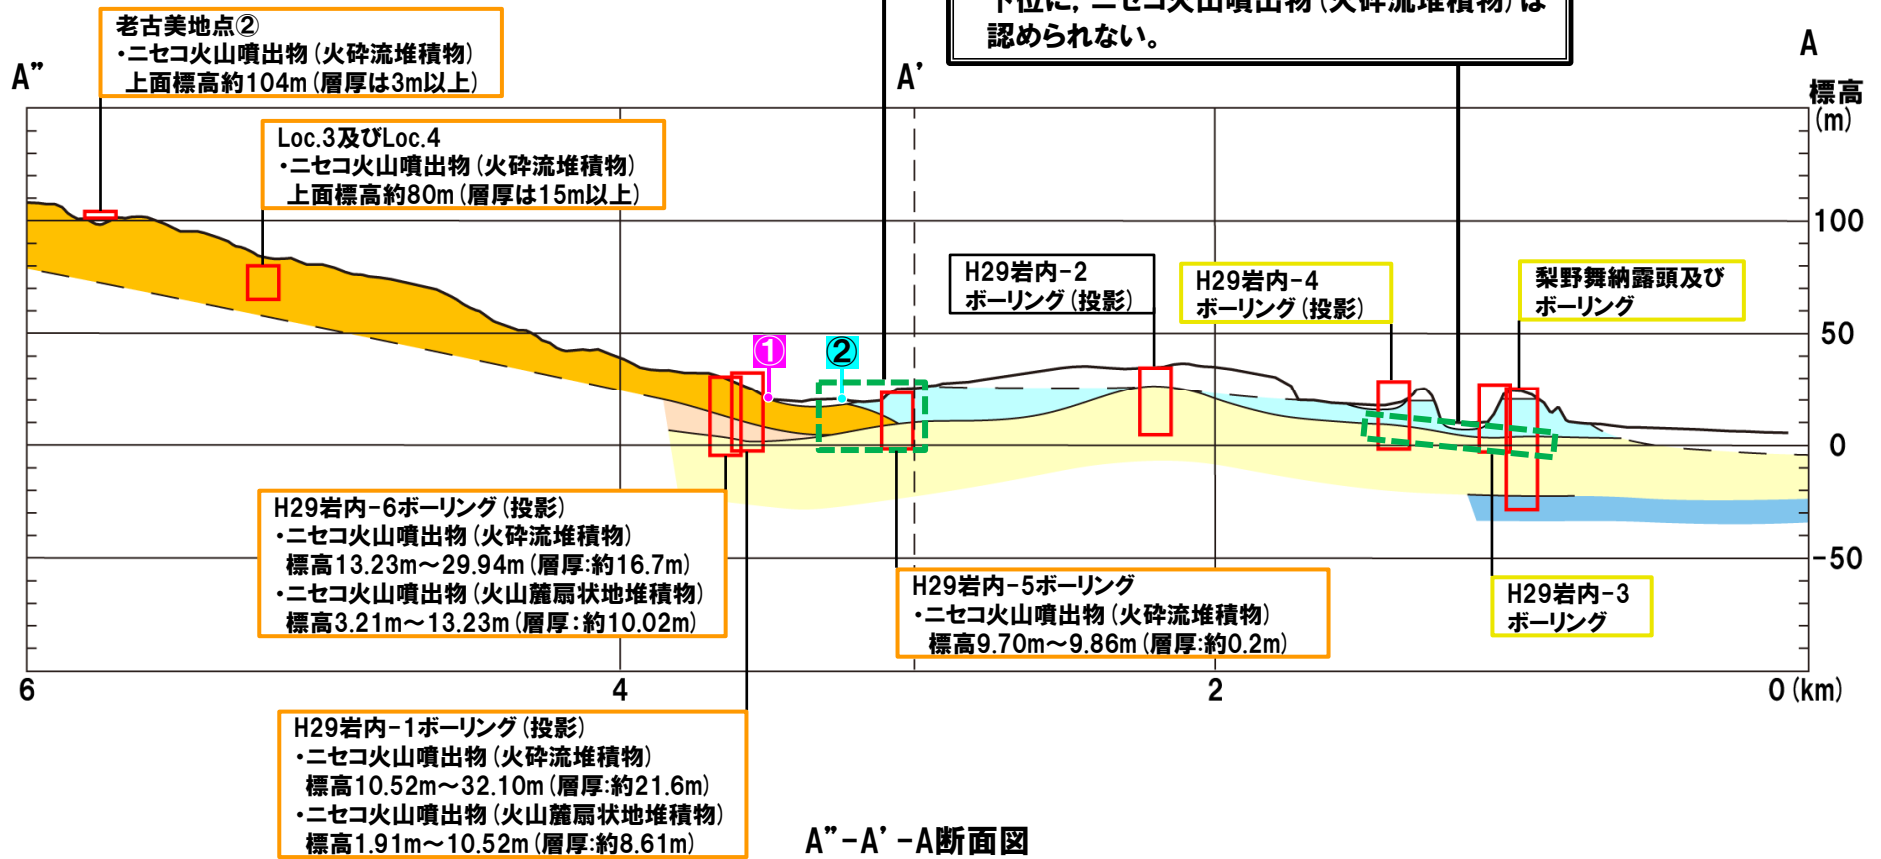 下位に，ニセコ火山噴出物(火砕流堆積物)は
認められない。
老古美地点②
・ニセコ火山噴出物(火砕流堆積物)
上面標高約104m(層厚は3m以上)
A”
A’
A
標高
(m)
Loc.3及びLoc.4
・ニセコ火山噴出物(火砕流堆積物)
上面標高約80m(層厚は15m以上)
100
H29岩内-2
ボーリング(投影)
H29岩内-4
ボーリング(投影)
梨野舞納露頭及び
ボーリング
50
①
②
0
H29岩内-6ボーリング(投影)
・ニセコ火山噴出物(火砕流堆積物)
標高13.23m～29.94m(層厚:約16.7m)
・ニセコ火山噴出物(火山麓扇状地堆積物)
標高3.21m～13.23m(層厚：約10.02m)
-50
H29岩内-5ボーリング
・ニセコ火山噴出物(火砕流堆積物)
標高9.70m～9.86m(層厚:約0.2m)
H29岩内-3
ボーリング
6
4
2
0(km)
H29岩内-1ボーリング(投影)
・ニセコ火山噴出物(火砕流堆積物)
標高10.52m～32.10m(層厚:約21.6m)
・ニセコ火山噴出物(火山麓扇状地堆積物)
標高1.91m～10.52m(層厚:約8.61m)
A”-A’-A断面図